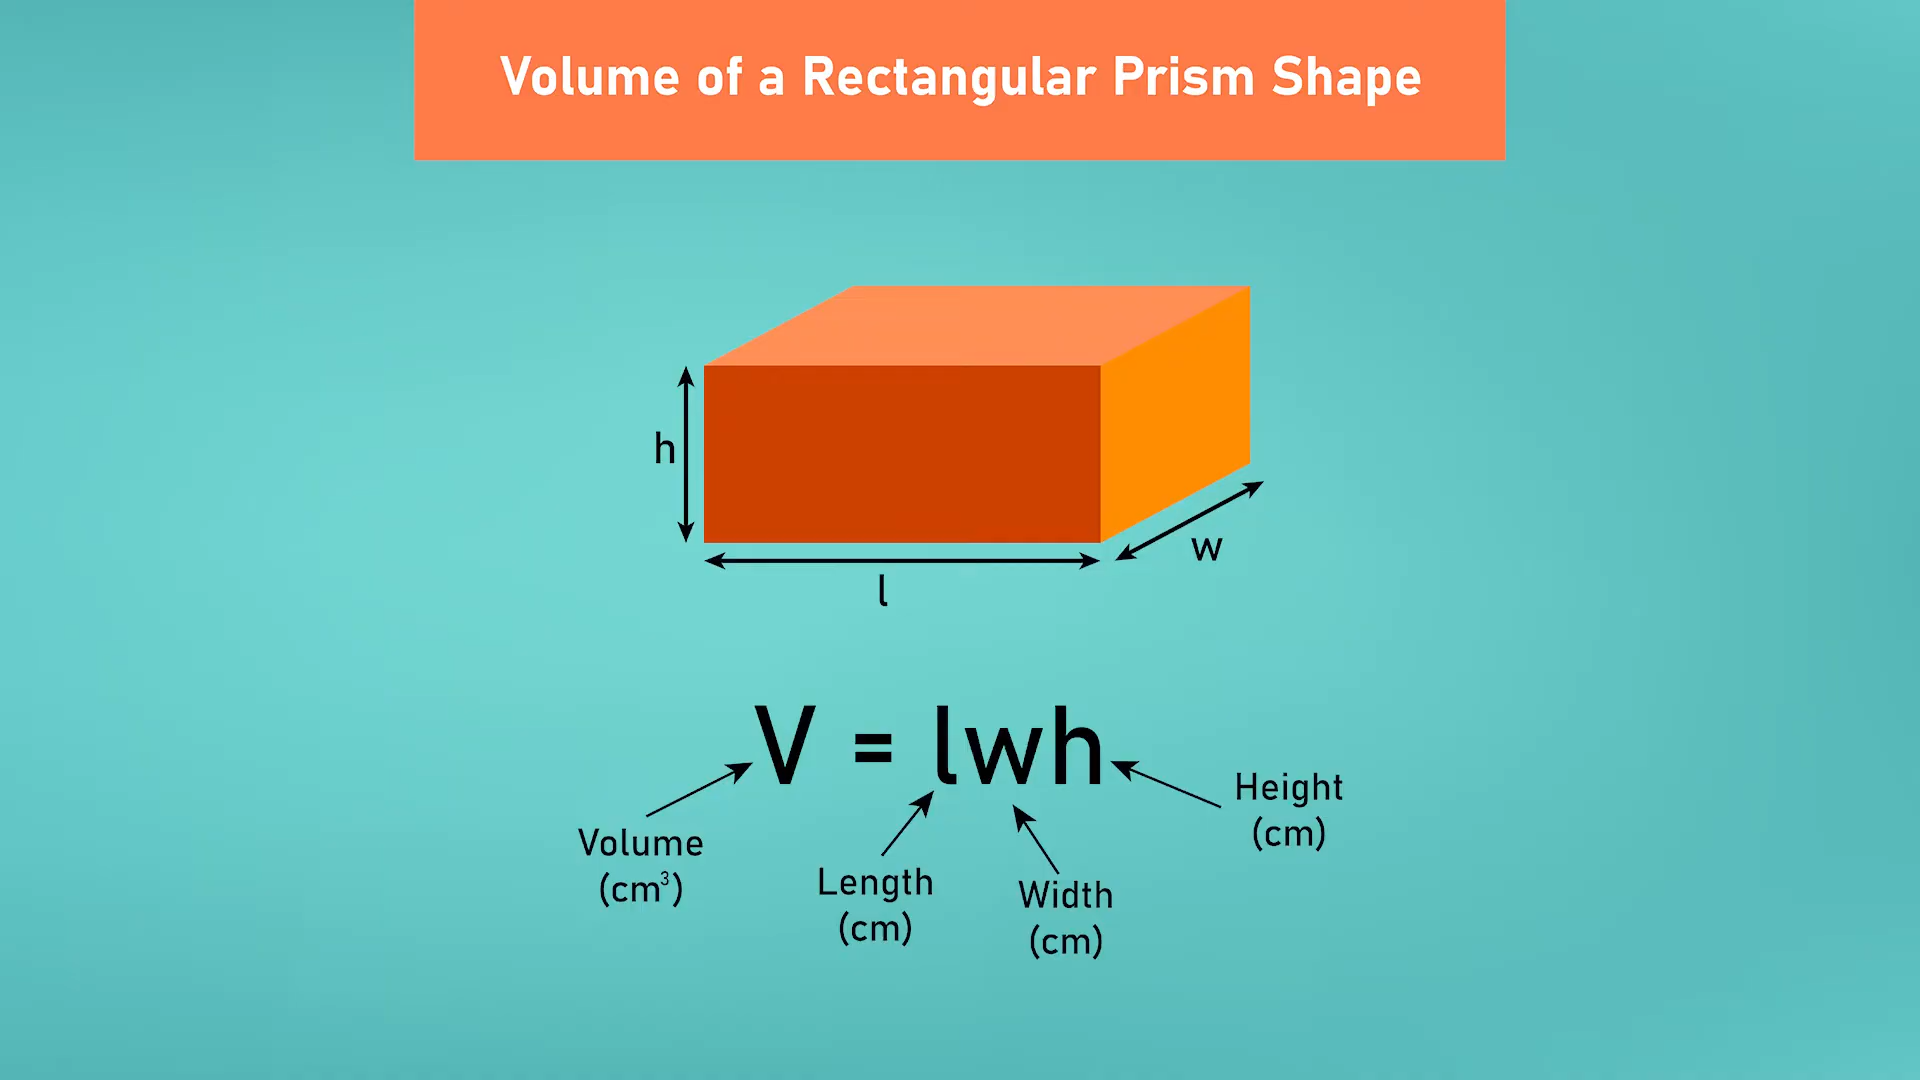 Volume of a Rectangular Prism Shape
h
w
l
V = lwh
Volume
(cm³)
Length
(cm)
Width
(cm)
Height
(cm)